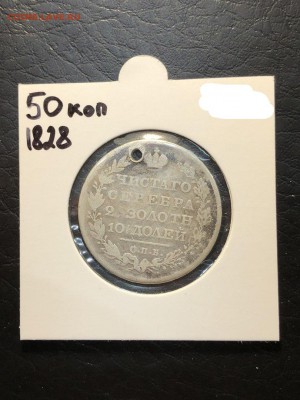 50 коп
1828
ЧИСТАГО
СЕРЕБРА
2. ЗОЛОТН
10 ДОЛЕЙ
С.П.Б.